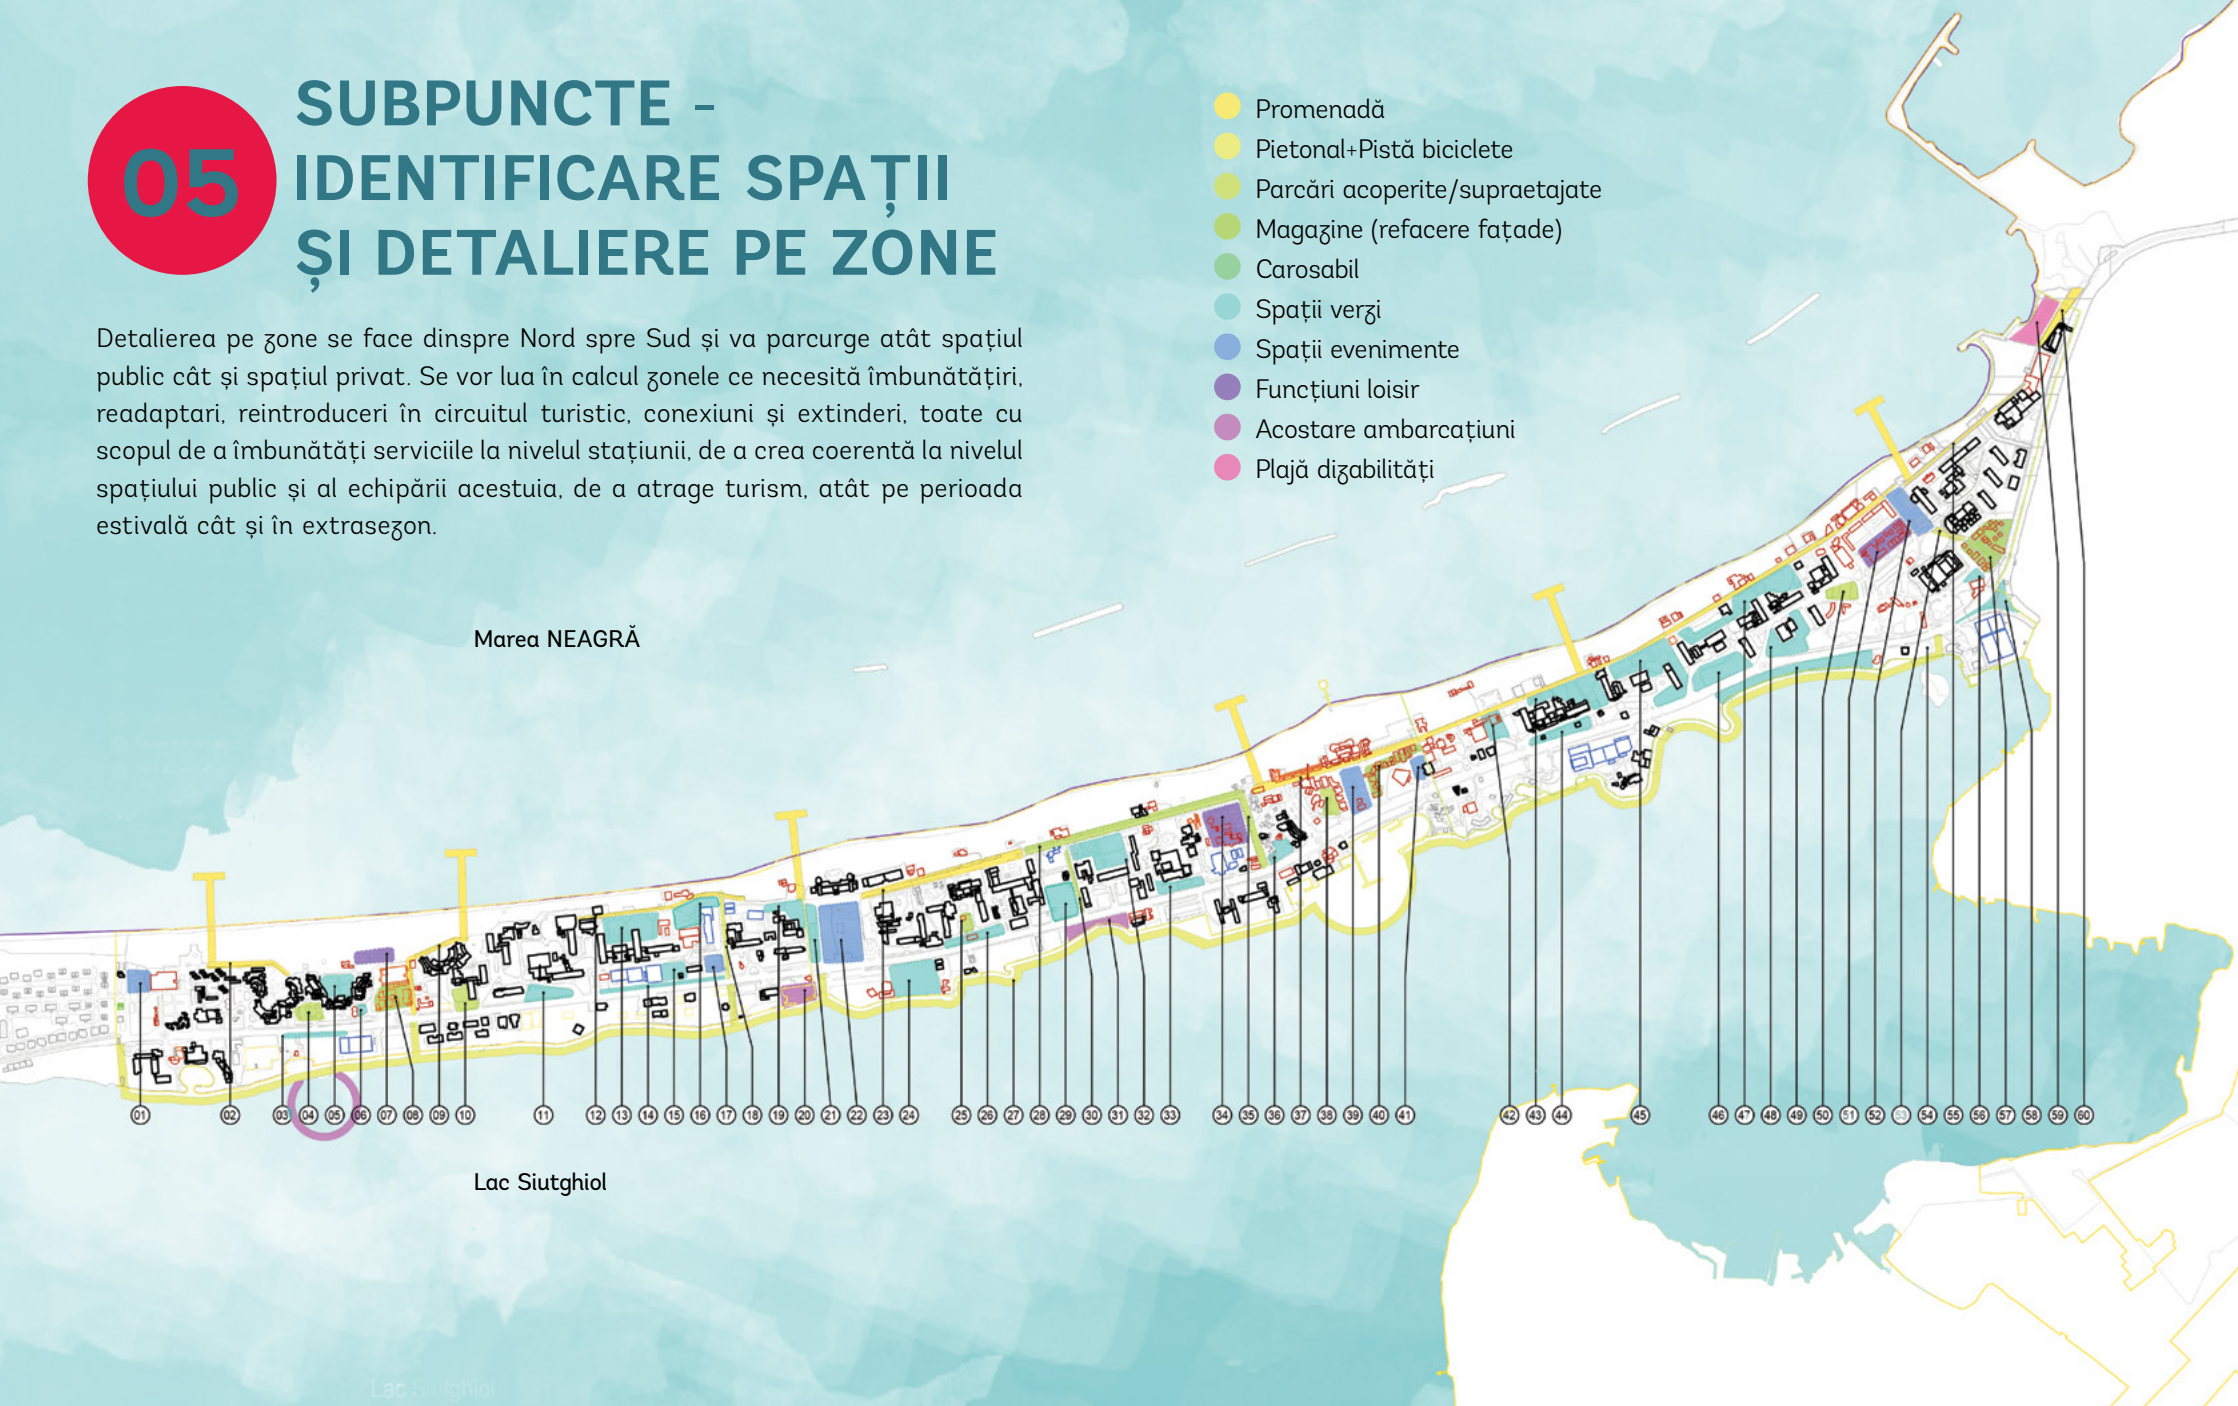 05
SUBPUNCTE -
IDENTIFICARE SPAȚII
ȘI DETALIERE PE ZONE
Detalierea pe zone se face dinspre Nord spre Sud și va parcurge atât spațiul
public cât și spațiul privat. Se vor lua în calcul zonele ce necesită îmbunătățiri,
readaptari, reintroduceri în circuitul turistic, conexiuni și extinderi, toate cu
scopul de a îmbunătăți serviciile la nivelul stațiunii, de a crea coerentă la nivelul
spațiului public și al echipării acestuia, de a atrage turism, atât pe perioada
estivală cât și în extrasezon.
Promenadă
Pietonal+Pistă biciclete
Parcări acoperite/supraetajate
Magazine (refacere fațade)
Carosabil
Spații verzi
Spații evenimente
Funcțiuni loisir
Acostare ambarcațiuni
Plajă dizabilități
Marea NEAGRĂ
01 02 03 04 05 06 07 08 09 10 11 12 13 14 15 16 17 18 19 20 21 22 23 24 25 26 27 28 29 30 31 32 33 34 35 36 37 38 39 40 41 42 43 44 45 46 47 48 49 50 51 52 53 54 55 56 57 58 59 60
Lac Siutghiol
Lac Siutghiol